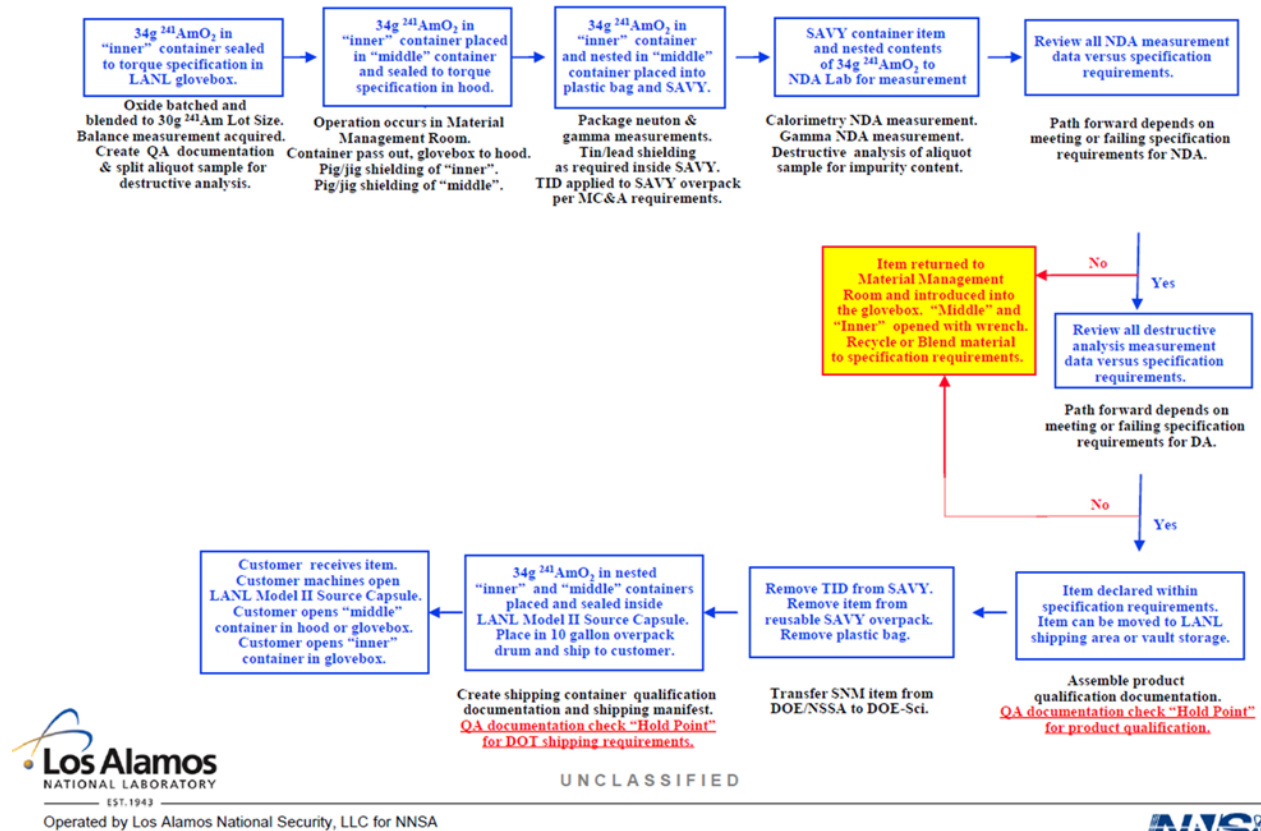 34g ²⁴¹AmO₂ in
“inner” container sealed
to torque specification in
LANL glovebox.
Oxide batched and
blended to 30g ²⁴¹Am Lot Size.
Balance measurement acquired.
Create QA documentation
& split aliquot sample for
destructive analysis.
34g ²⁴¹AmO₂ in
“inner” container placed
in “middle” container
and sealed to torque
specification in hood.
Operation occurs in Material
Management Room.
Container pass out, glovebox to hood.
Pig/jig shielding of “inner”.
Pig/jig shielding of “middle”.
34g ²⁴¹AmO₂ in
“inner” container
and nested in “middle”
container placed into
plastic bag and SAVY.
Package neuton &
gamma measurements.
Tin/lead shielding
as required inside SAVY.
TID applied to SAVY overpack
per MC&A requirements.
SAVY container item
and nested contents
of 34g ²⁴¹AmO₂ to
NDA Lab for measurement
Calorimetry NDA measurement.
Gamma NDA measurement.
Destructive analysis of aliquot
sample for impurity content.
Review all NDA measurement
data versus specification
requirements.
Path forward depends on
meeting or failing specification
requirements for NDA.
No
Yes
Item returned to
Material Management
Room and introduced into
the glovebox. “Middle” and
“Inner” opened with wrench.
Recycle or Blend material
to specification requirements.
Review all destructive
analysis measurement
data versus specification
requirements.
Path forward depends on
meeting or failing specification
requirements for DA.
No
Yes
Item declared within
specification requirements.
Item can be moved to LANL
shipping area or vault storage.
Assemble product
qualification documentation.
QA documentation check “Hold Point”
for product qualification.
Remove TID from SAVY.
Remove item from
reusable SAVY overpack.
Remove plastic bag.
Transfer SNM item from
DOE/NSSA to DOE-Sci.
34g ²⁴¹AmO₂ in nested
“inner” and “middle” containers
placed and sealed inside
LANL Model II Source Capsule.
Place in 10 gallon overpack
drum and ship to customer.
Create shipping container qualification
documentation and shipping manifest.
QA documentation check “Hold Point”
for DOT shipping requirements.
Customer receives item.
Customer machines open
LANL Model II Source Capsule.
Customer opens “middle”
container in hood or glovebox.
Customer opens “inner”
container in glovebox.
Los Alamos
NATIONAL LABORATORY
EST. 1943
UNCLASSIFIED
Operated by Los Alamos National Security, LLC for NNSA